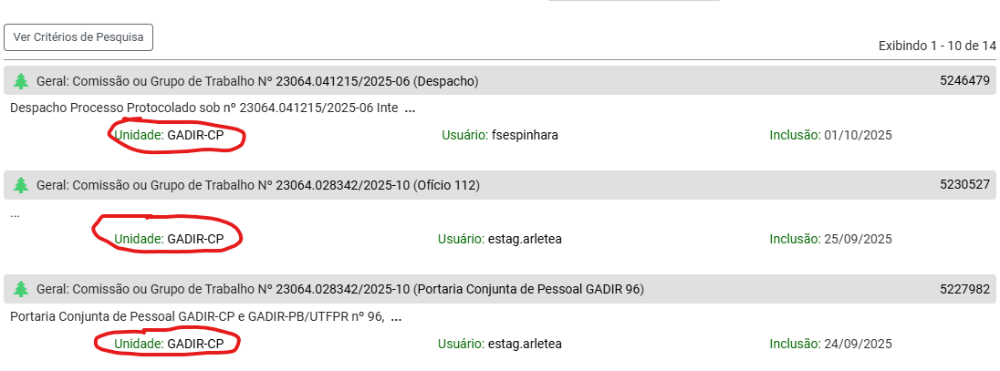 Ver Critérios de Pesquisa
Exibindo 1 - 10 de 14
Geral: Comissão ou Grupo de Trabalho Nº 23064.041215/2025-06 (Despacho) 5246479
Despacho Processo Protocolado sob nº 23064.041215/2025-06 Inte ...
Unidade: GADIR-CP Usuário: fsespinhara Inclusão: 01/10/2025
Geral: Comissão ou Grupo de Trabalho Nº 23064.028342/2025-10 (Ofício 112) 5230527
...
Unidade: GADIR-CP Usuário: estag.arletea Inclusão: 25/09/2025
Geral: Comissão ou Grupo de Trabalho Nº 23064.028342/2025-10 (Portaria Conjunta de Pessoal GADIR 96) 5227982
Portaria Conjunta de Pessoal GADIR-CP e GADIR-PB/UTFPR nº 96, ...
Unidade: GADIR-CP Usuário: estag.arletea Inclusão: 24/09/2025